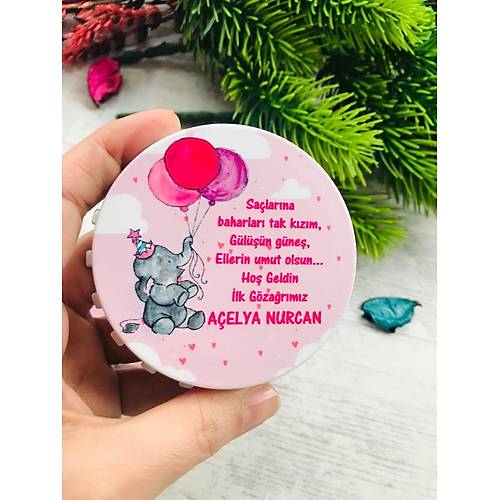 Saçlarına
baharları tak kızım,
Gülüşün güneş,
Ellerin umut olsun...
Hoş Geldin
İlk Gözağrımız
AÇELYA NURCAN